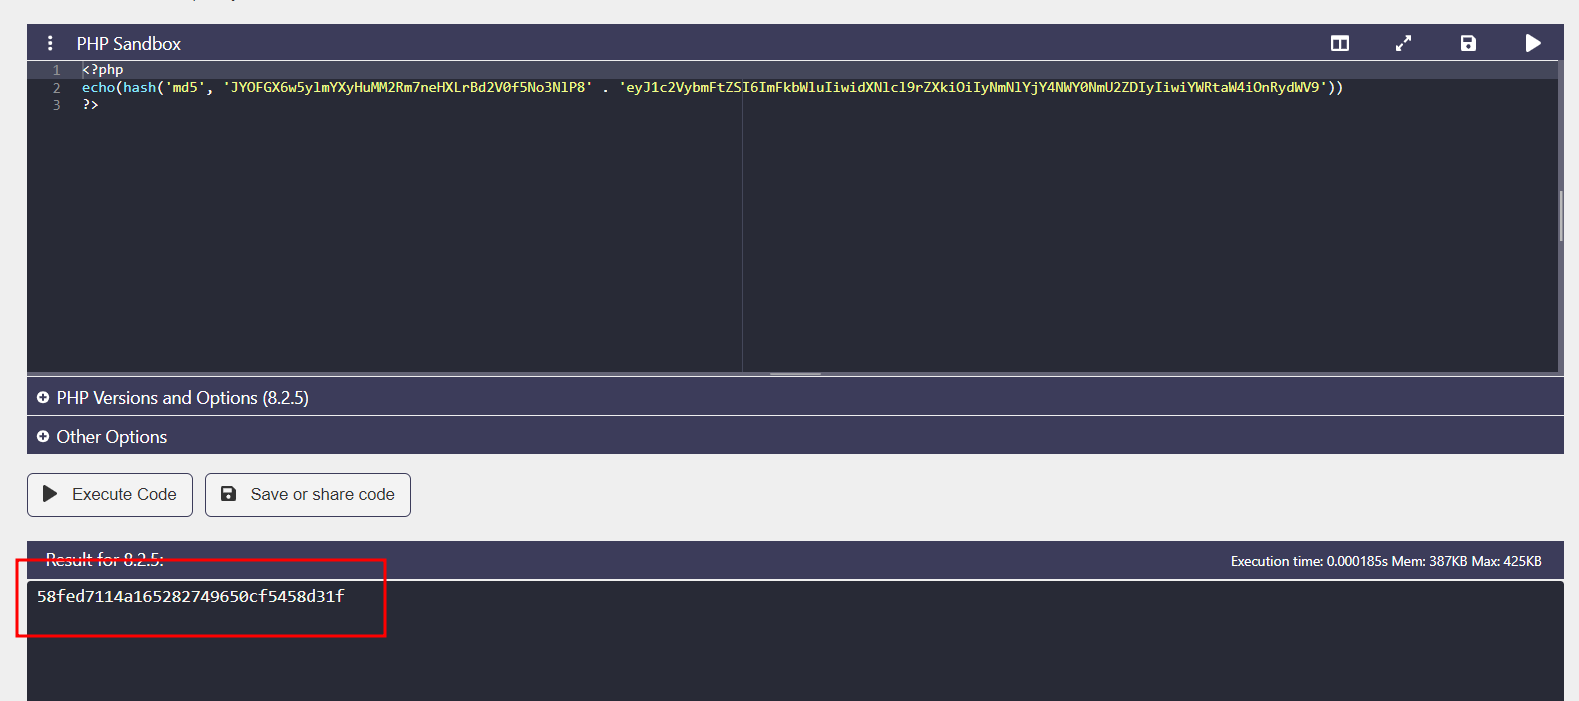 PHP Sandbox
1 <?php
2 echo(hash('md5', 'JYOFGX6w5ylmYXyHuMM2Rm7neHXLrBd2V0f5No3NlP8' . 'eyJ1c2VybmFtZSI6ImFkbWluIiwidXNlcl9rZXkiOiIyNmNlYjY4NWY0NmU2ZDIyIiwiYWRtaW4iOnRydWV9'))
3 ?>
PHP Versions and Options (8.2.5)
Other Options
Execute Code Save or share code
Result for 8.2.5: Execution time: 0.000185s Mem: 387KB Max: 425KB
58fed7114a165282749650cf5458d31f